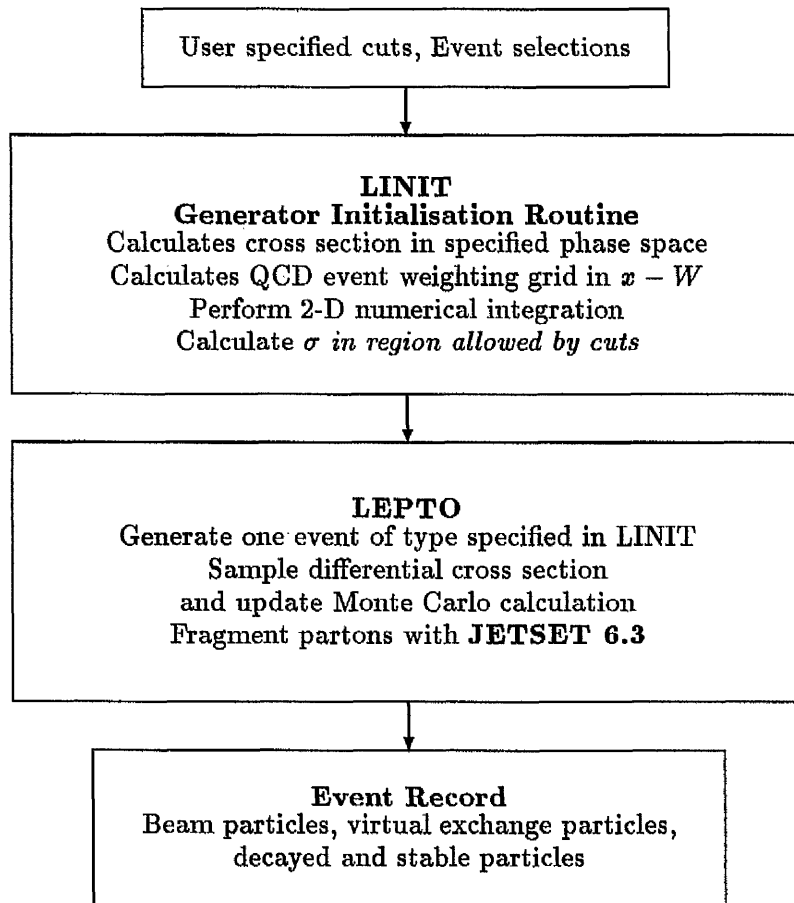 User specified cuts, Event selections
LINIT
Generator Initialisation Routine
Calculates cross section in specified phase space
Calculates QCD event weighting grid in x − W
Perform 2-D numerical integration
Calculate σ in region allowed by cuts
LEPTO
Generate one event of type specified in LINIT
Sample differential cross section
and update Monte Carlo calculation
Fragment partons with JETSET 6.3
Event Record
Beam particles, virtual exchange particles,
decayed and stable particles